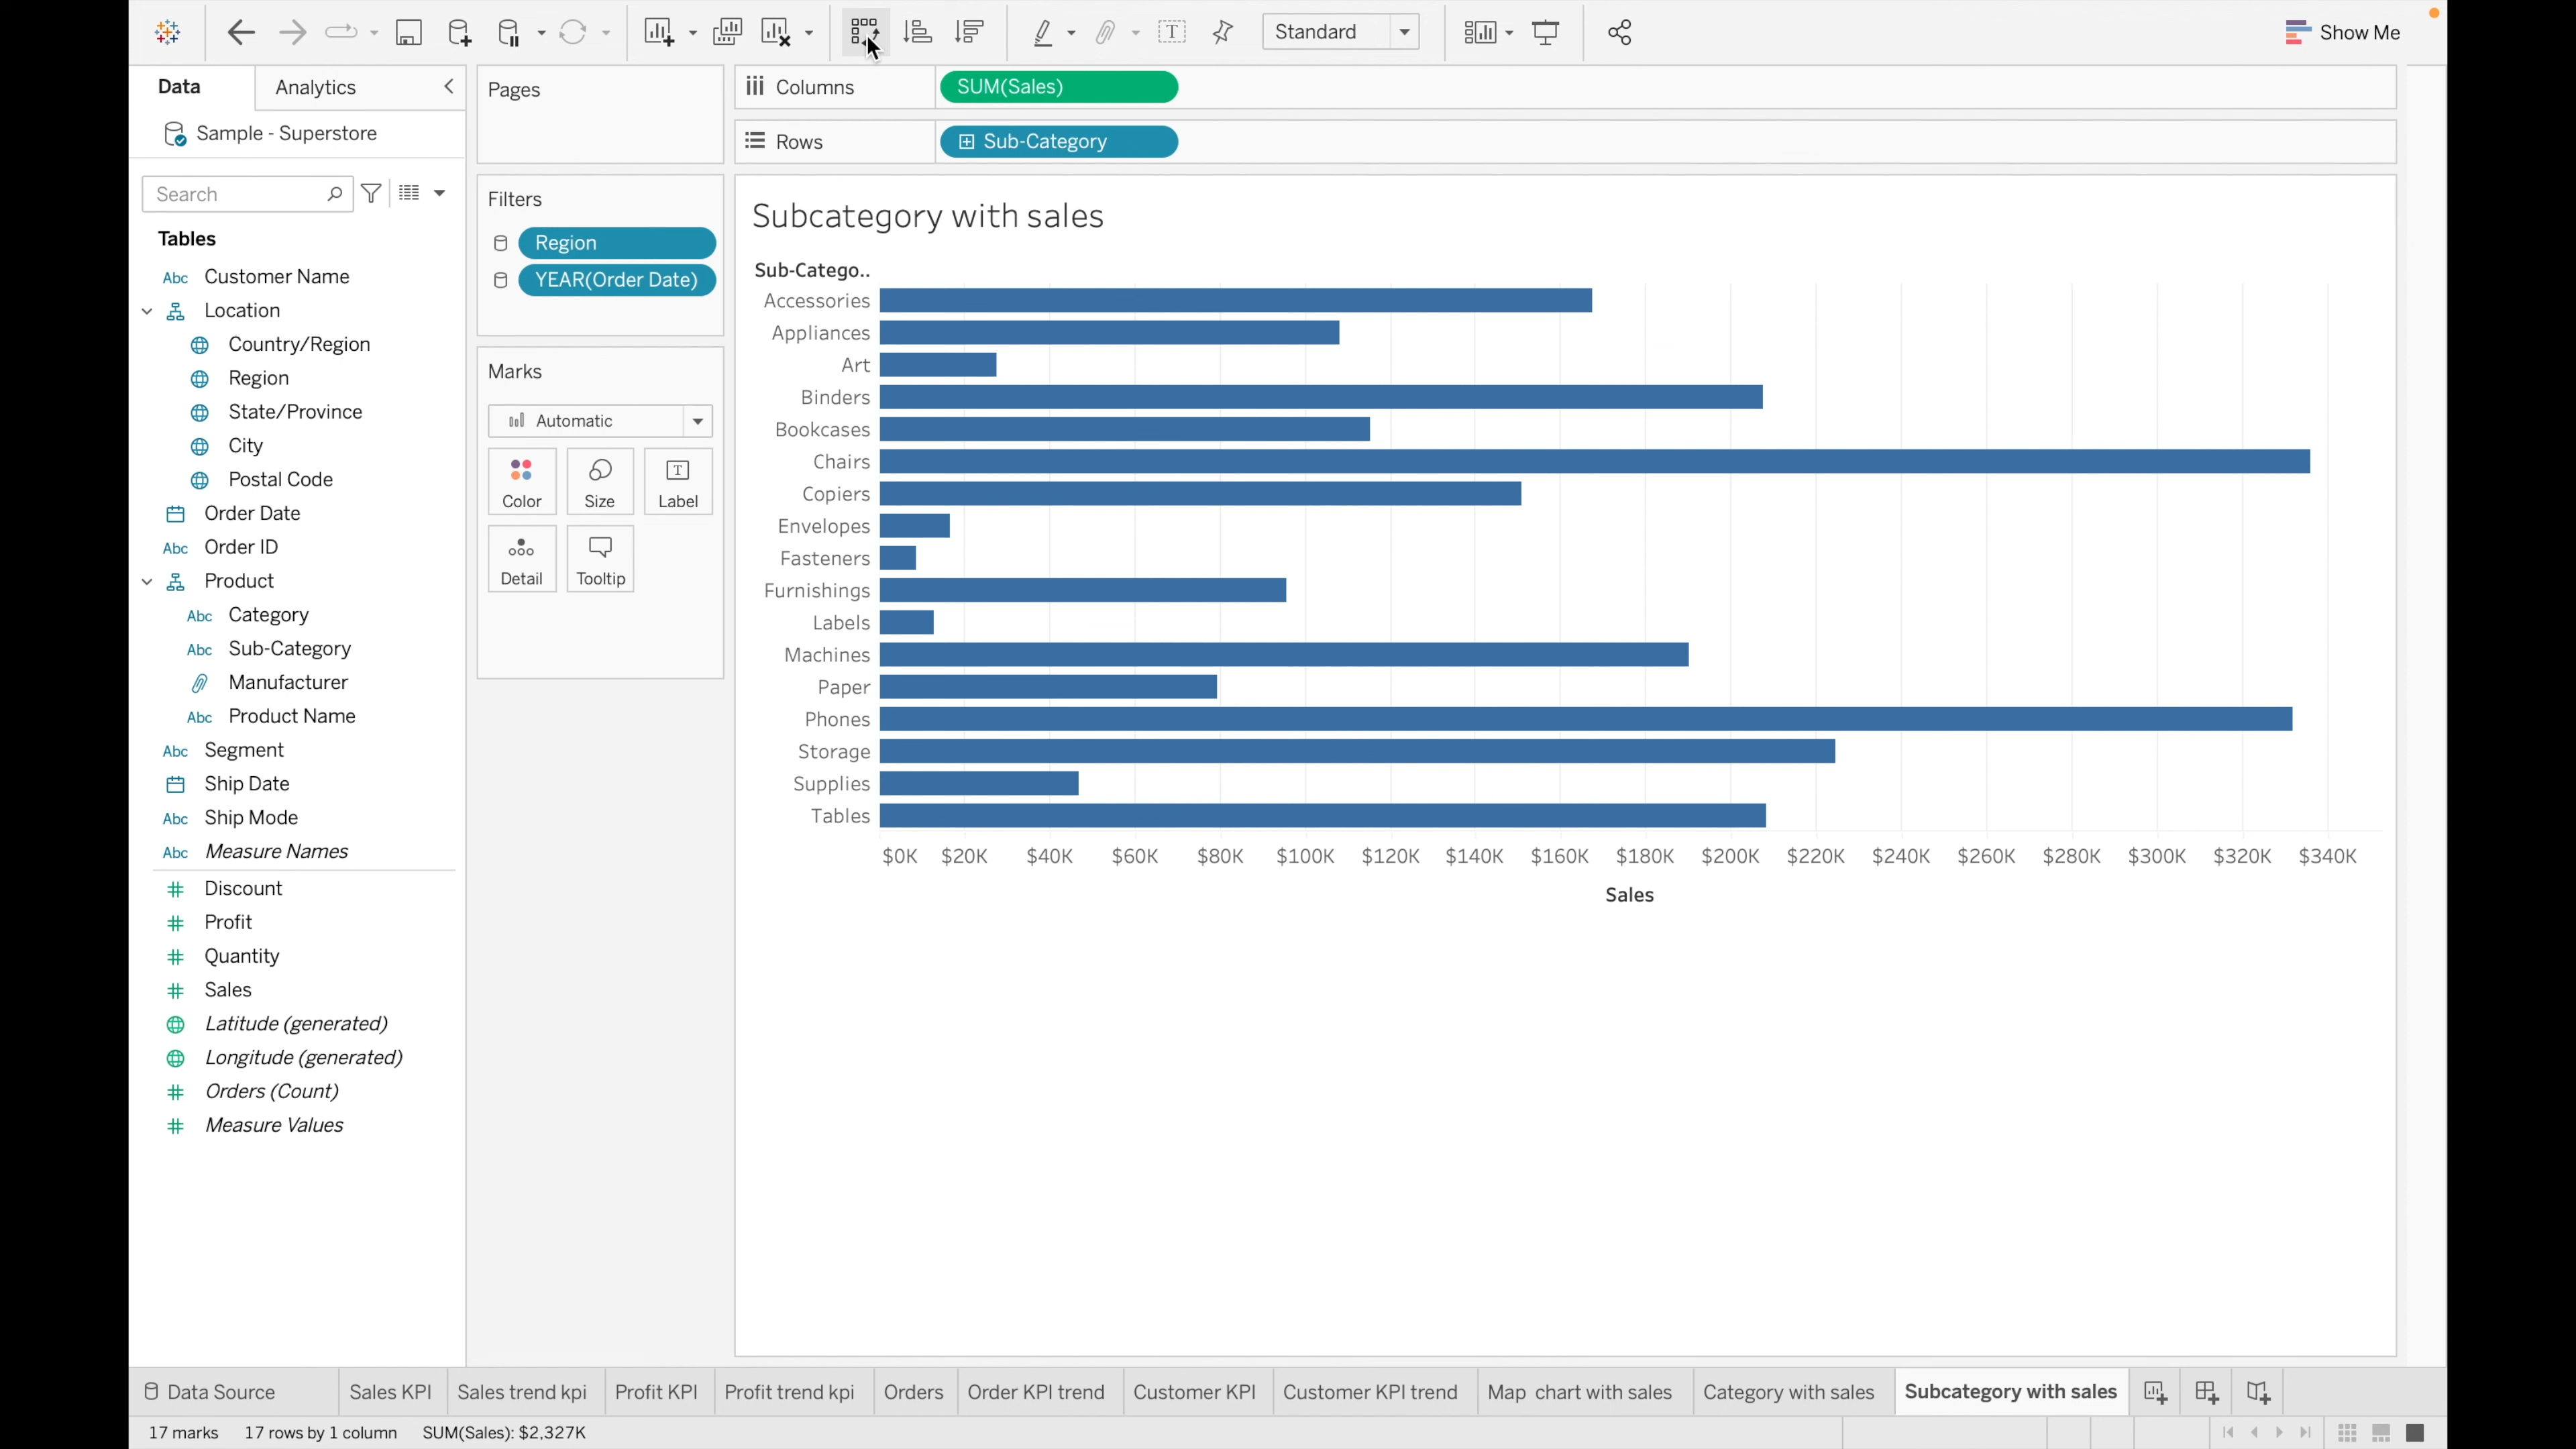 Standard
Show Me
Data
Analytics
Sample - Superstore
Search
Tables
Abc Customer Name
Location
Country/Region
Region
State/Province
City
Postal Code
Order Date
Abc Order ID
Product
Abc Category
Abc Sub-Category
Manufacturer
Abc Product Name
Abc Segment
Ship Date
Abc Ship Mode
Abc Measure Names
Discount
Profit
Quantity
Sales
Latitude (generated)
Longitude (generated)
Orders (Count)
Measure Values
Pages
Filters
Region
YEAR(Order Date)
Marks
Automatic
Color Size Label
Detail Tooltip
Columns SUM(Sales)
Rows Sub-Category
Subcategory with sales
Sub-Catego..
Accessories
Appliances
Art
Binders
Bookcases
Chairs
Copiers
Envelopes
Fasteners
Furnishings
Labels
Machines
Paper
Phones
Storage
Supplies
Tables
$0K $20K $40K $60K $80K $100K $120K $140K $160K $180K $200K $220K $240K $260K $280K $300K $320K $340K
Sales
Data Source Sales KPI Sales trend kpi Profit KPI Profit trend kpi Orders Order KPI trend Customer KPI Customer KPI trend Map chart with sales Category with sales Subcategory with sales
17 marks 17 rows by 1 column SUM(Sales): $2,327K